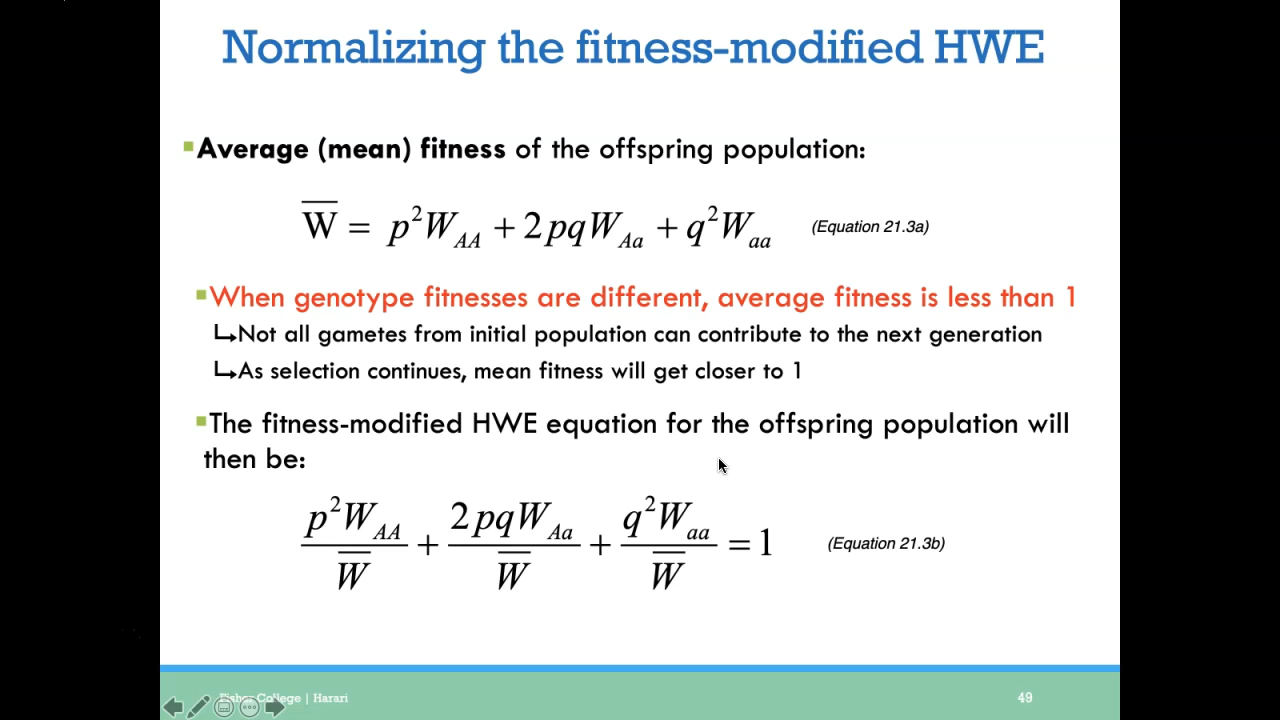 Normalizing the fitness-modified HWE
▪Average (mean) fitness of the offspring population:
W̅ = p²W_AA + 2pqW_Aa + q²W_aa (Equation 21.3a)
▪When genotype fitnesses are different, average fitness is less than 1
↳Not all gametes from initial population can contribute to the next generation
↳As selection continues, mean fitness will get closer to 1
▪The fitness-modified HWE equation for the offspring population will
then be:
p²W_AA/W̅ + 2pqW_Aa/W̅ + q²W_aa/W̅ = 1 (Equation 21.3b)
Fisher College | Harari
49